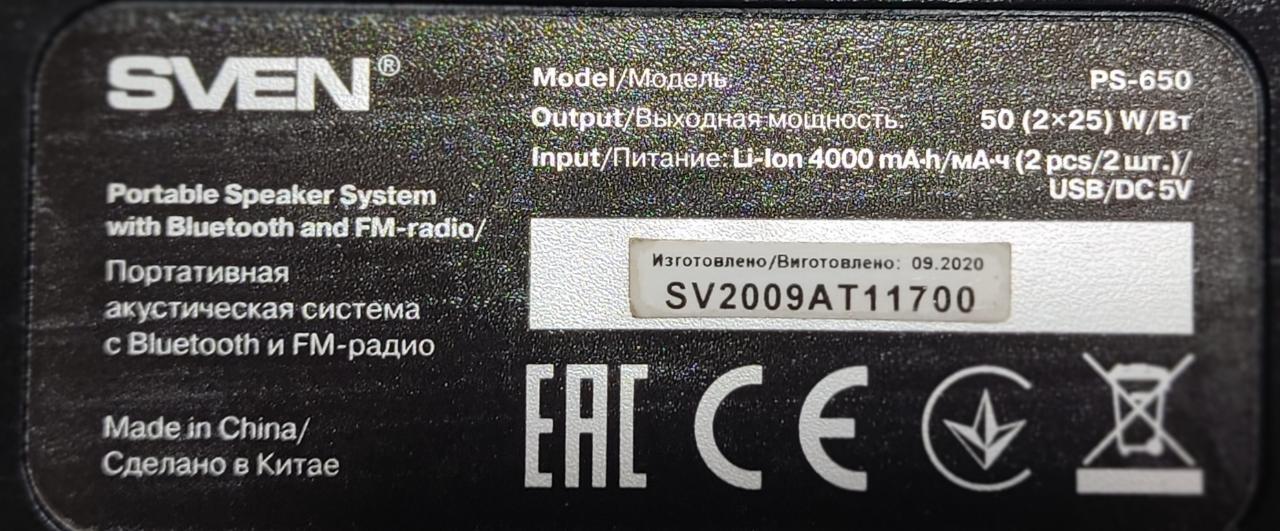 SVEN®
Portable Speaker System
with Bluetooth and FM-radio/
Портативная
акустическая система
с Bluetooth и FM-радио
Made in China/
Сделано в Китае
Model/Модель: PS-650
Output/Выходная мощность: 50 (2×25) W/Вт
Input/Питание: Li-Ion 4000 mA·h/мА·ч (2 pcs/2 шт.)/
USB/DC 5V
Изготовлено/Виготовлено: 09.2020
SV2009AT11700
EAC CE